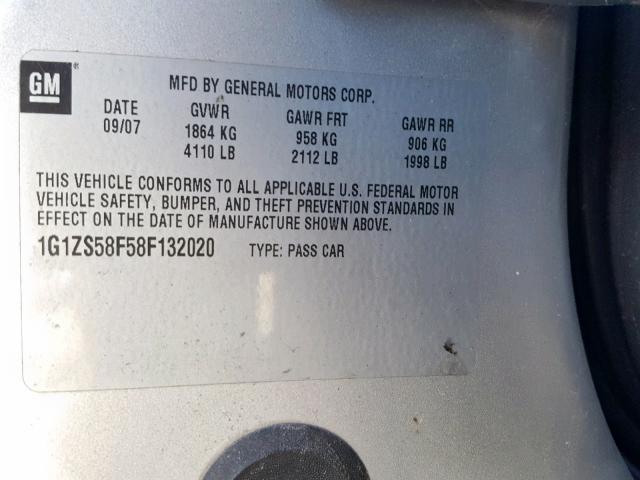 GM®
MFD BY GENERAL MOTORS CORP.
DATE GVWR GAWR FRT GAWR RR
09/07 1864 KG 958 KG 906 KG
4110 LB 2112 LB 1998 LB
THIS VEHICLE CONFORMS TO ALL APPLICABLE U.S. FEDERAL MOTOR
VEHICLE SAFETY, BUMPER, AND THEFT PREVENTION STANDARDS IN
EFFECT ON THE DATE OF MANUFACTURE SHOWN ABOVE.
1G1ZS58F58F132020 TYPE: PASS CAR